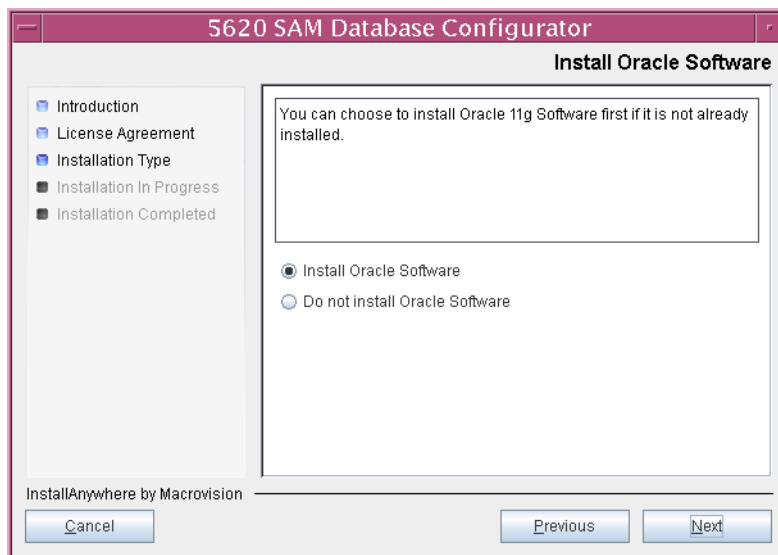 5620 SAM Database Configurator
Install Oracle Software
Introduction
License Agreement
Installation Type
Installation In Progress
Installation Completed
You can choose to install Oracle 11g Software first if it is not already
installed.
Install Oracle Software
Do not install Oracle Software
InstallAnywhere by Macrovision
Cancel
Previous
Next